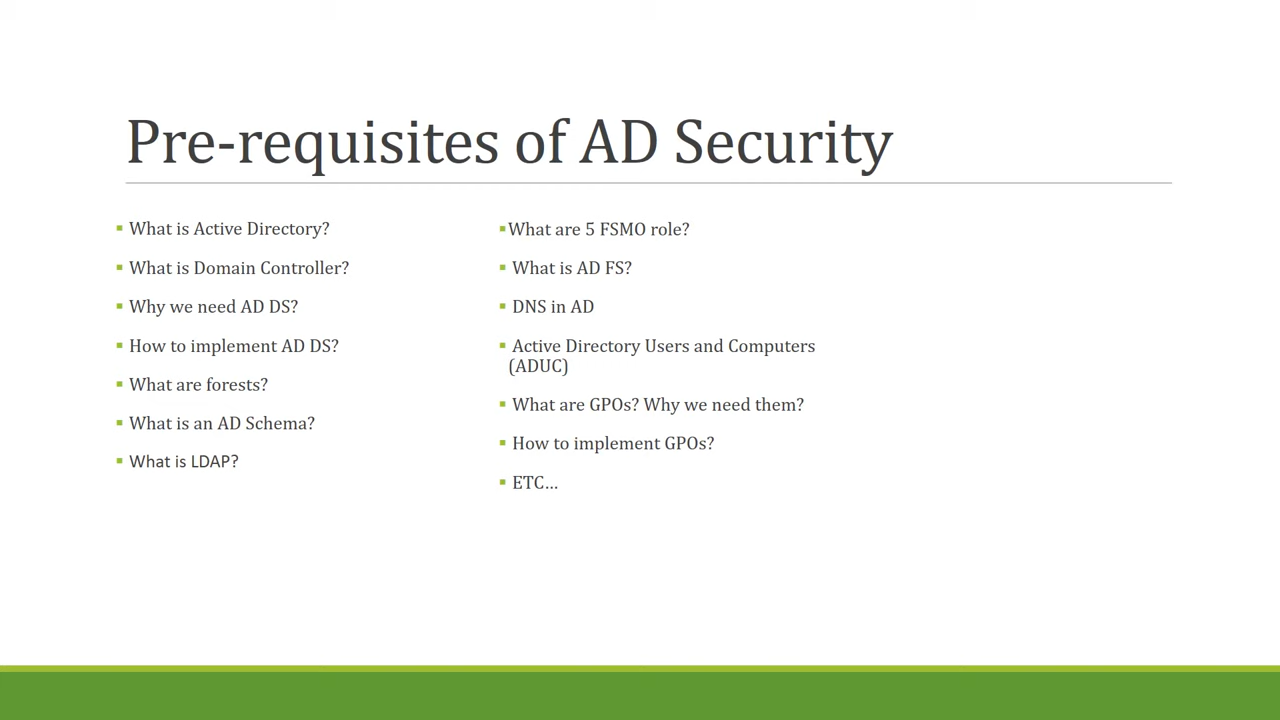 Pre-requisites of AD Security
What is Active Directory?
What is Domain Controller?
Why we need AD DS?
How to implement AD DS?
What are forests?
What is an AD Schema?
What is LDAP?
What are 5 FSMO role?
What is AD FS?
DNS in AD
Active Directory Users and Computers
(ADUC)
What are GPOs? Why we need them?
How to implement GPOs?
ETC…